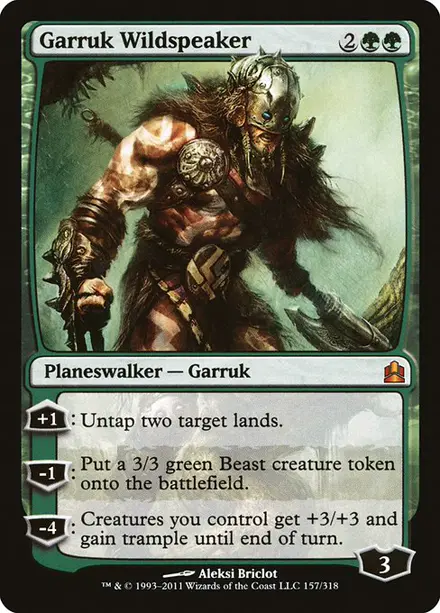 Garruk Wildspeaker 2
Planeswalker — Garruk
+1: Untap two target lands.
-1: Put a 3/3 green Beast creature token
onto the battlefield.
-4: Creatures you control get +3/+3 and
gain trample until end of turn.
3
Aleksi Briclot
™ & © 1993–2011 Wizards of the Coast LLC 157/318